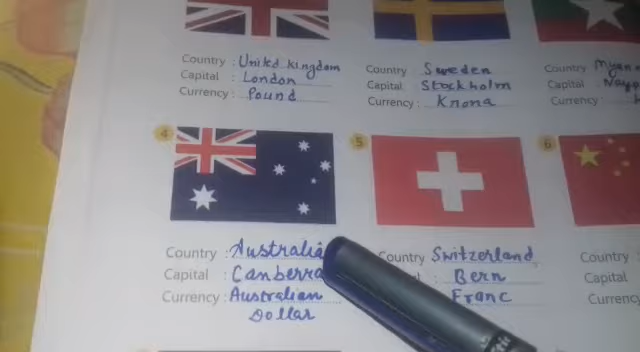 Country : United kingdom
Capital : London
Currency : Pound
Country Sweden
Capital Stockholm
Currency : Krona
Country
Capital :
Currency :
4
Country : Australia
Capital : Canberra
Currency : Australian
Dollar
5
Country Switzerland
: Bern
Franc
6
Country :
Capital
Currency